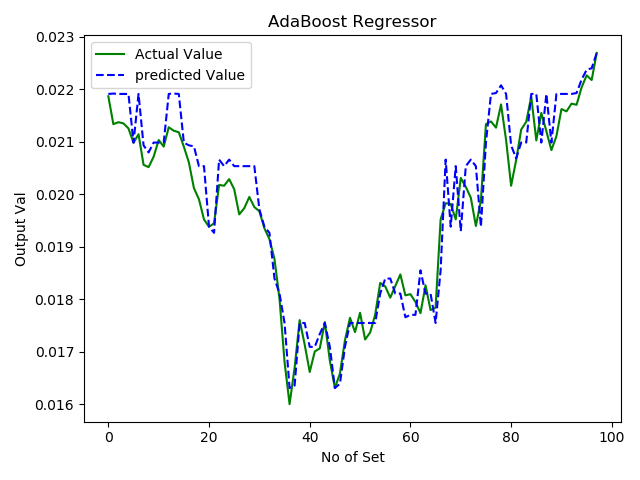 AdaBoost Regressor
Actual Value
predicted Value
Output Val
0.023
0.022
0.021
0.020
0.019
0.018
0.017
0.016
0 20 40 60 80 100
No of Set